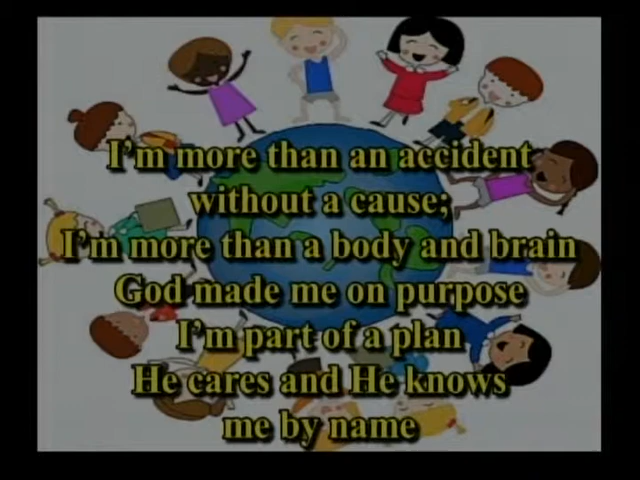 I'm more than an accident
without a cause;
I'm more than a body and brain
God made me on purpose
I'm part of a plan
He cares and He knows
me by name